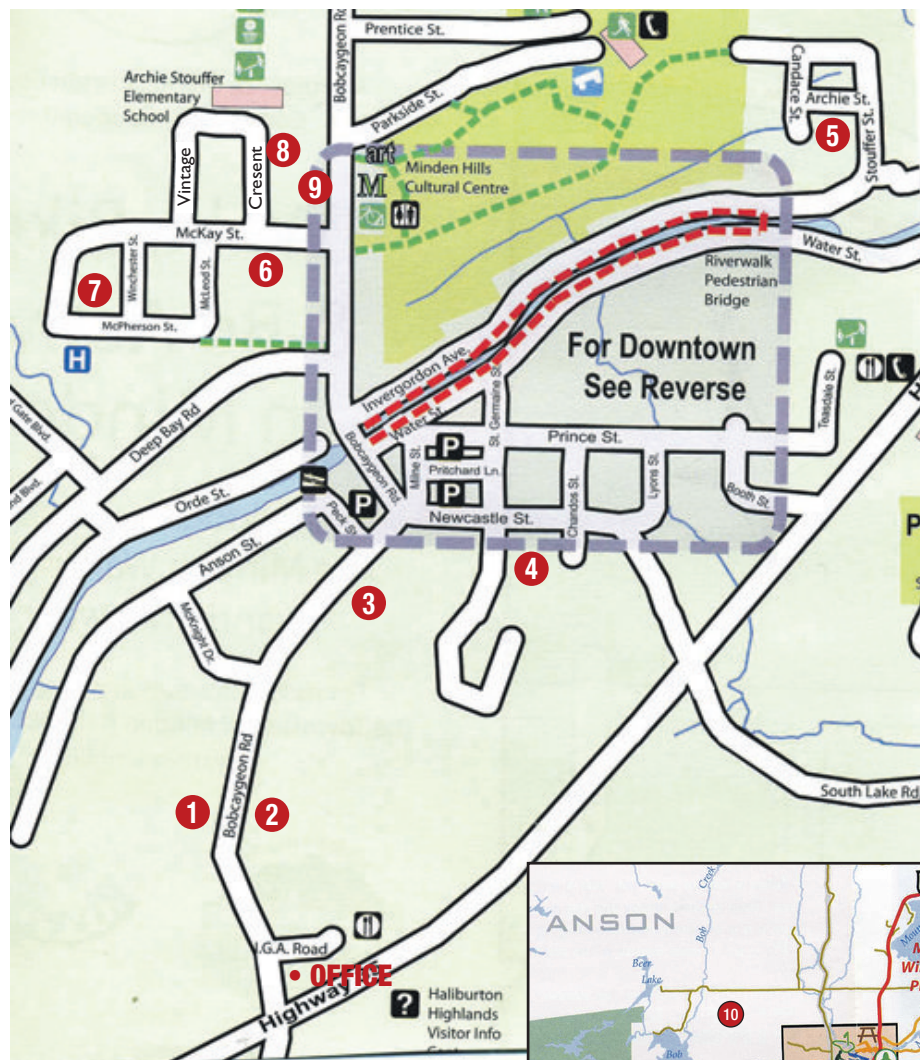 Prentice St.
Bobcaygeon Rd
Archie Stouffer
Elementary
School
Parkside St.
Candace St.
Archie St.
Stouffer St.
5
8
Vintage
Cresent
9
art
M
Minden Hills
Cultural Centre
McKay St.
6
7
Winchester St.
McLeod St.
McPherson St.
Water St.
Riverwalk
Pedestrian
Bridge
H
For Downtown
See Reverse
Invergordon Ave.
Water St.
St. Germaine St.
Teasdale St.
Deep Bay Rd
Gate Blvd.
Blvd.
Bobcaygeon Rd.
Milne St.
P
Pritchard Ln.
P
Prince St.
Lyons St.
Booth St.
Chandos St.
Newcastle St.
Orde St.
P
Peck St.
Anson St.
McKnight Dr.
3
4
Bobcaygeon Rd
1
2
South Lake Rd
I.G.A. Road
OFFICE
Highway
?
Haliburton
Highlands
Visitor Info
ANSON
Bob
Creek
Beer
Lake
10
Bob